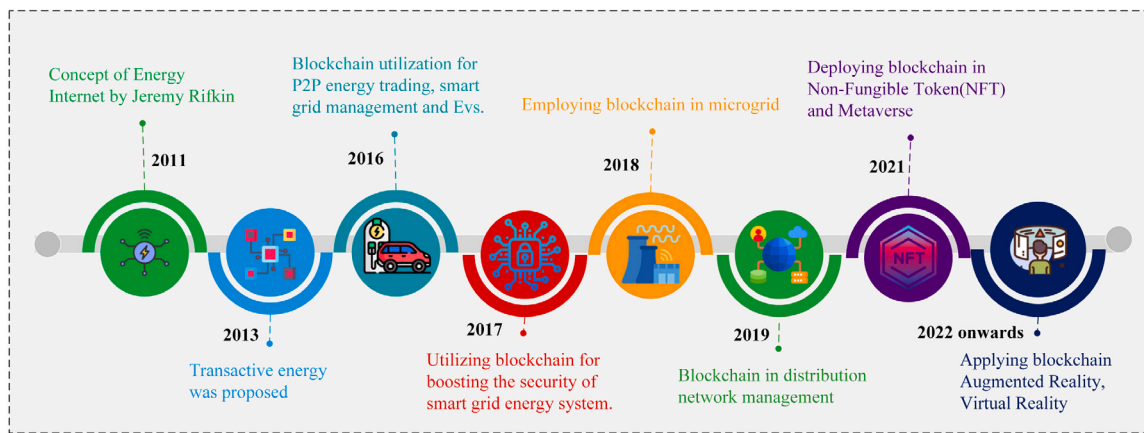 Concept of Energy
Internet by Jeremy Rifkin
2011
2013
Transactive energy
was proposed
Blockchain utilization for
P2P energy trading, smart
grid management and Evs.
2016
2017
Utilizing blockchain for
boosting the security of
smart grid energy system.
Employing blockchain in microgrid
2018
2019
Blockchain in distribution
network management
Deploying blockchain in
Non-Fungible Token(NFT)
and Metaverse
2021
NFT
2022 onwards
Applying blockchain
Augmented Reality,
Virtual Reality